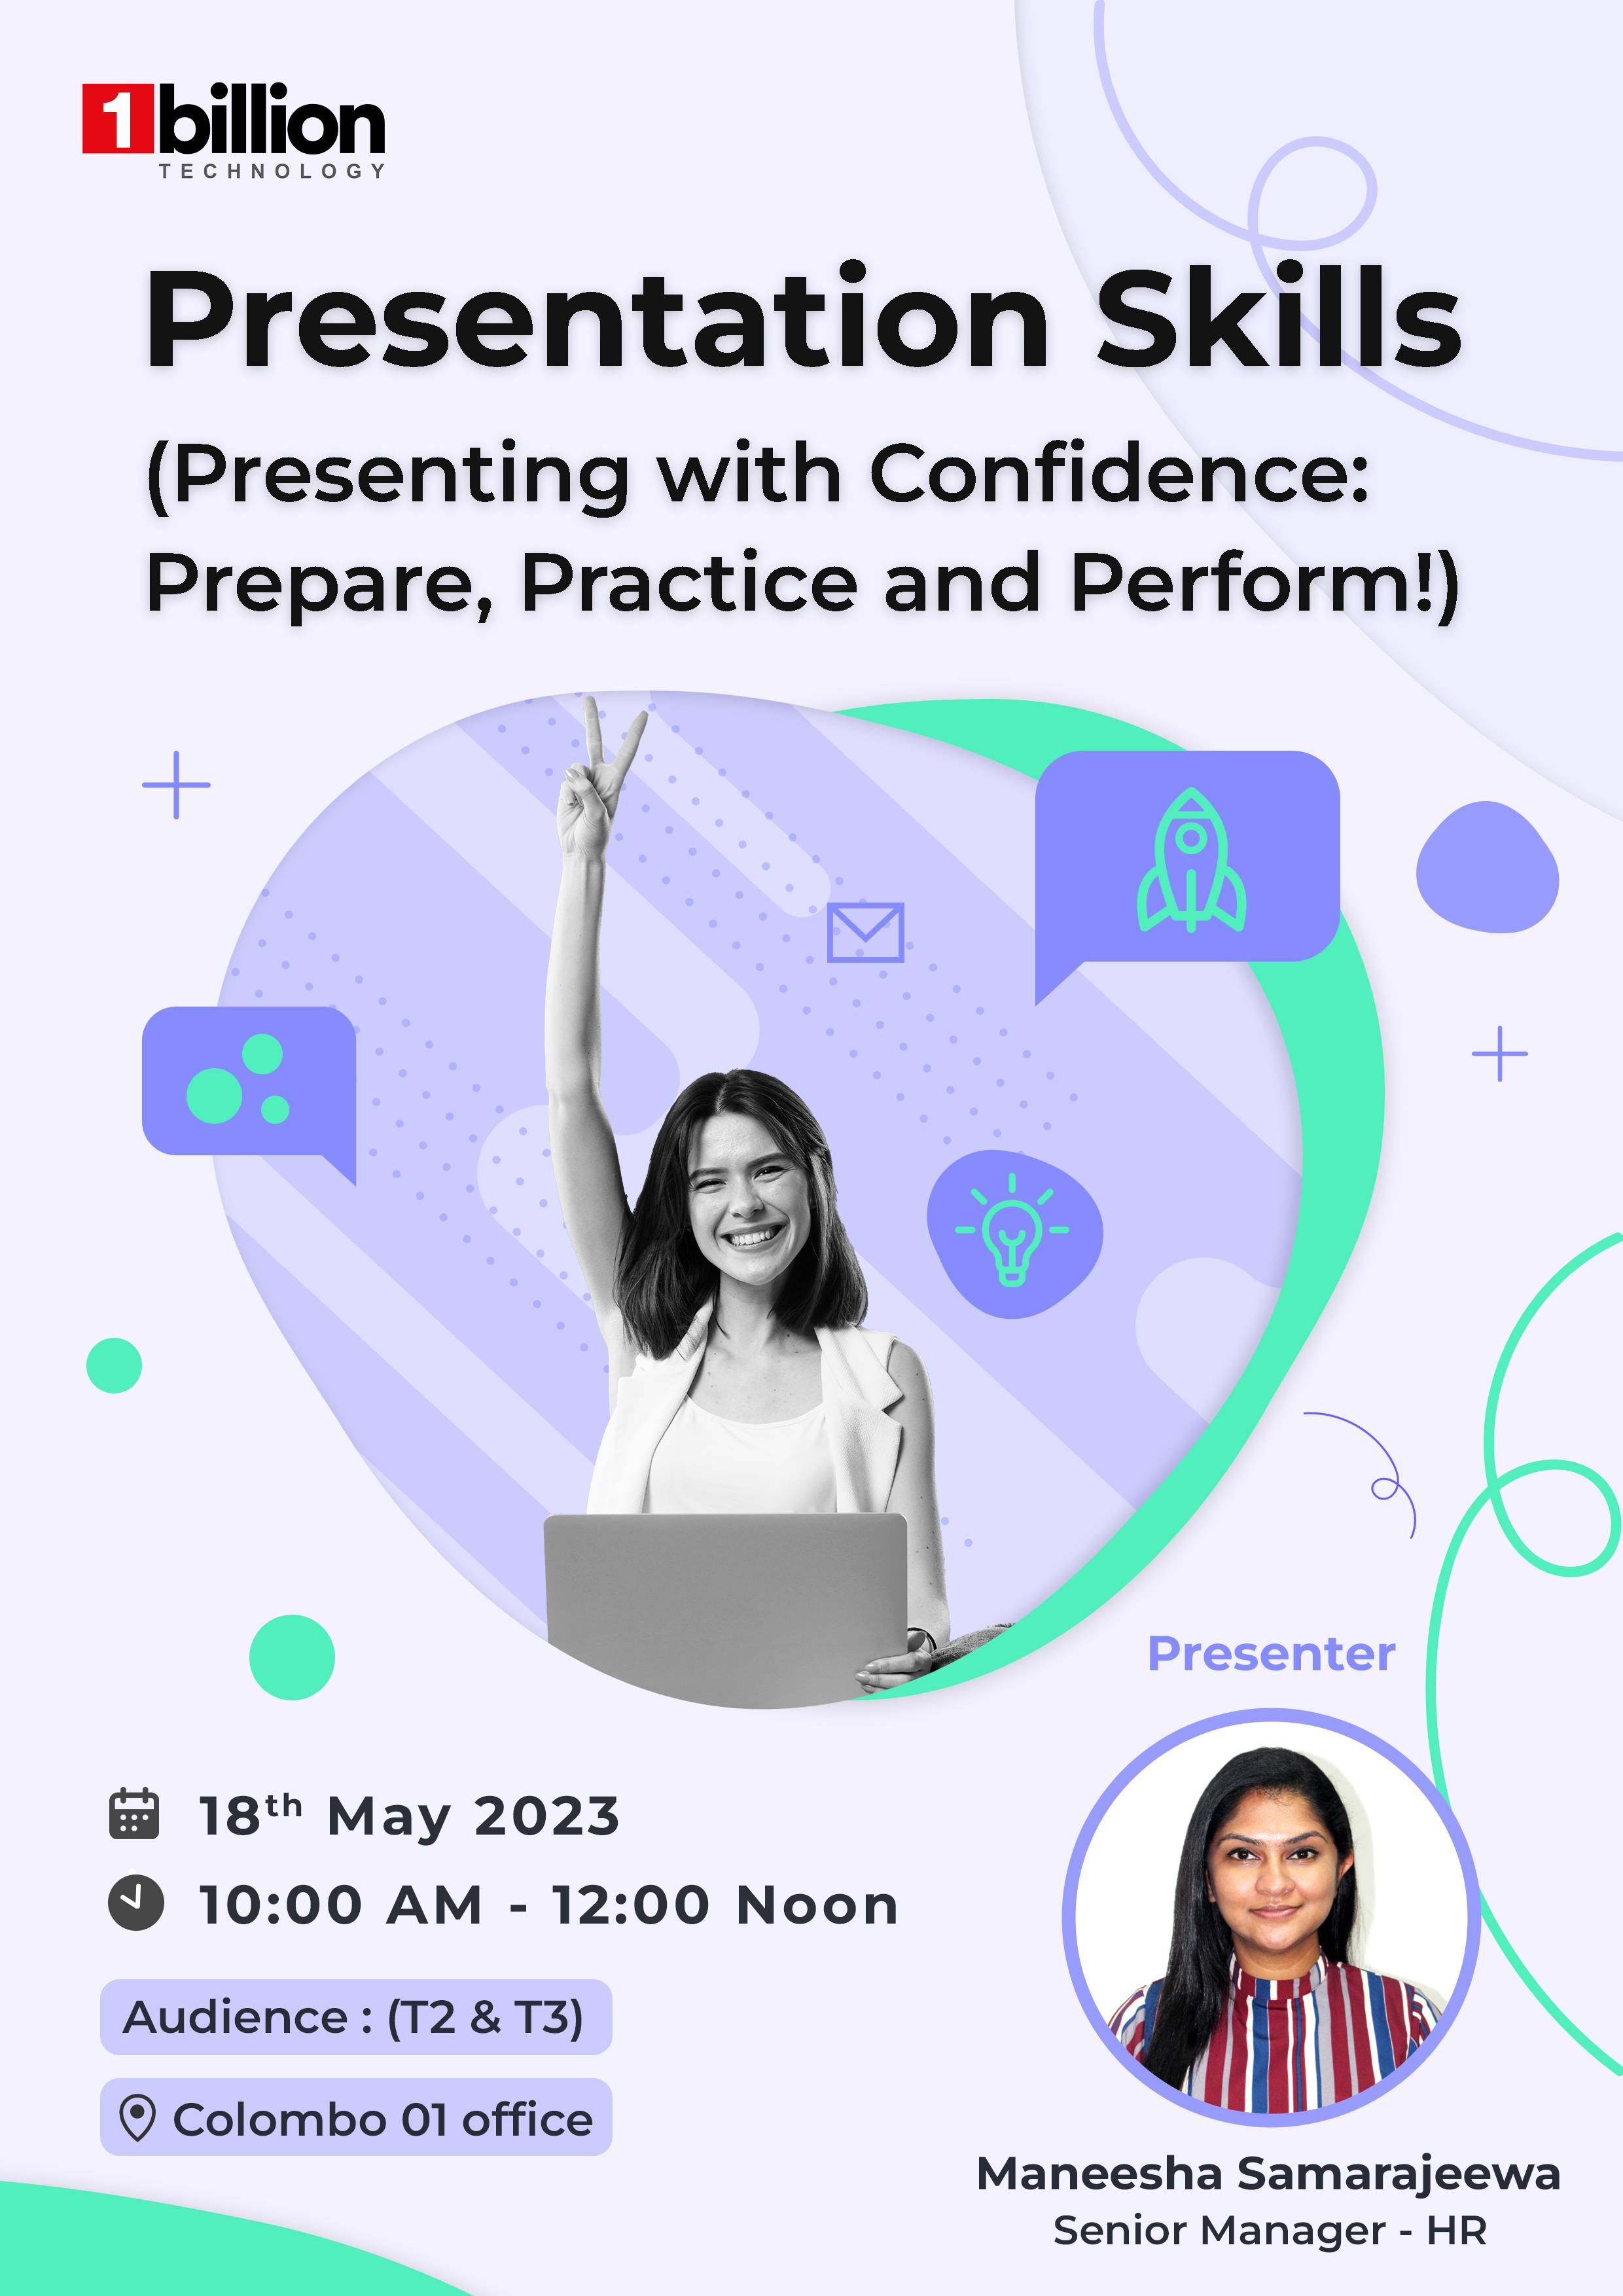 1billion
TECHNOLOGY
Presentation Skills
(Presenting with Confidence:
Prepare, Practice and Perform!)
Presenter
18th May 2023
10:00 AM - 12:00 Noon
Audience : (T2 & T3)
Colombo 01 office
Maneesha Samarajeewa
Senior Manager - HR